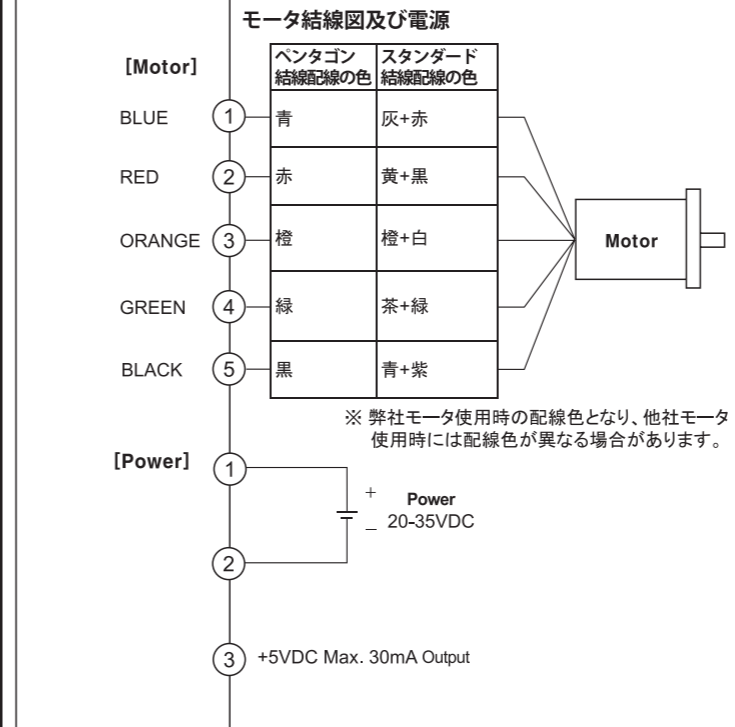 モータ結線図及び電源
[Motor]
ペンタゴン
結線配線の色
スタンダード
結線配線の色
BLUE ① 青 灰+赤
RED ② 赤 黄+黒
ORANGE ③ 橙 橙+白
Motor
GREEN ④ 緑 茶+緑
BLACK ⑤ 黒 青+紫
※ 弊社モータ使用時の配線色となり、他社モータ
使用時には配線色が異なる場合があります。
[Power]
①
+ Power
− 20-35VDC
②
③ +5VDC Max. 30mA Output